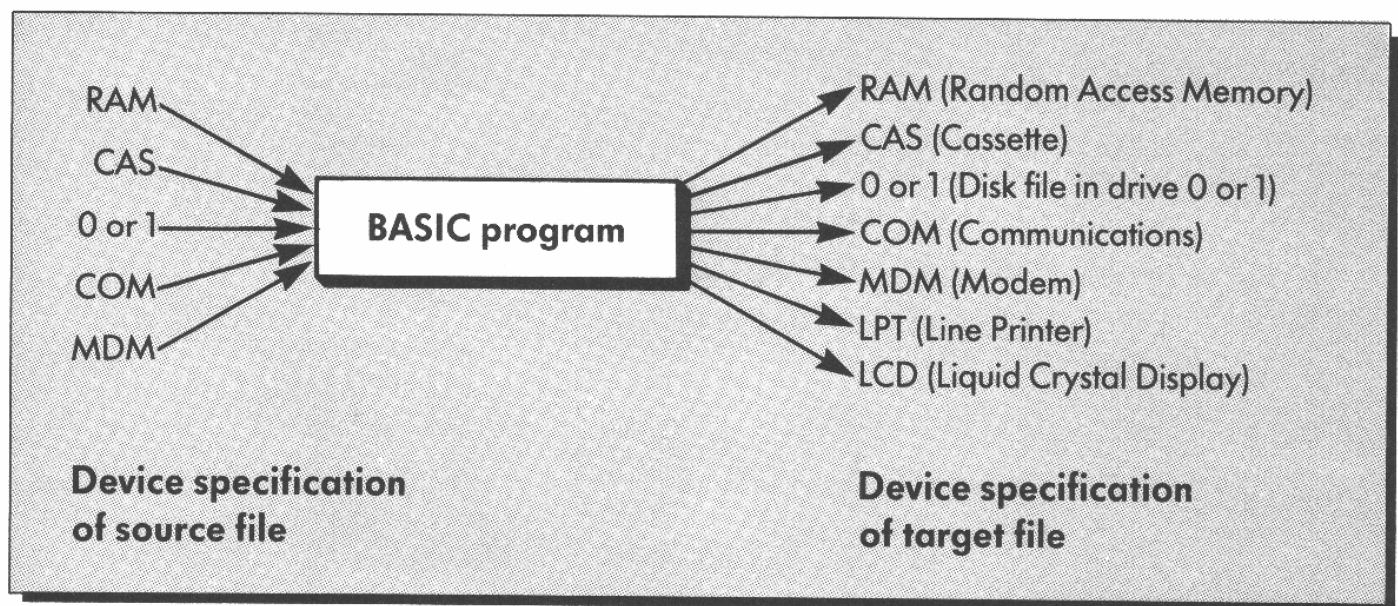 RAM
CAS
0 or 1
COM
MDM
BASIC program
RAM (Random Access Memory)
CAS (Cassette)
0 or 1 (Disk file in drive 0 or 1)
COM (Communications)
MDM (Modem)
LPT (Line Printer)
LCD (Liquid Crystal Display)
Device specification
of source file
Device specification
of target file